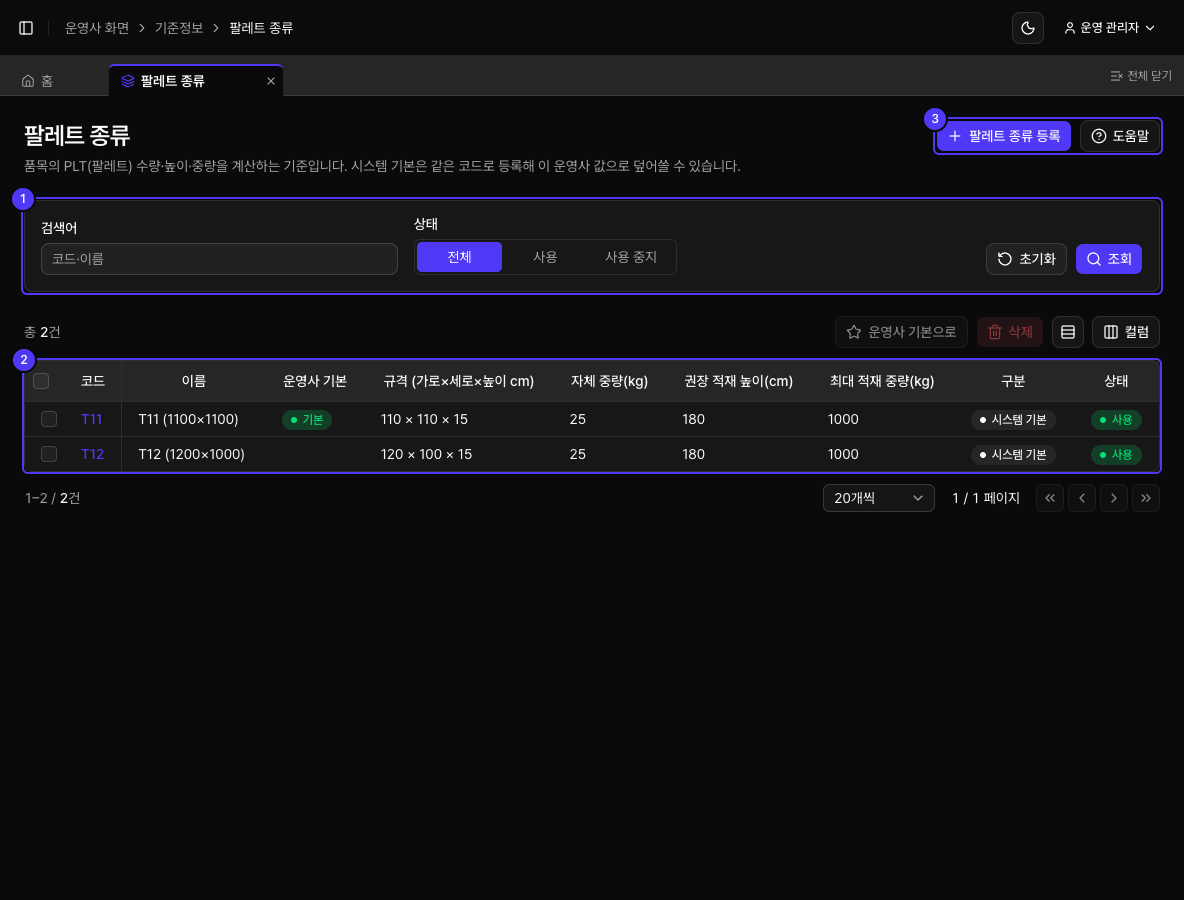 운영사 화면 > 기준정보 > 팔레트 종류
운영 관리자
홈
팔레트 종류
전체 닫기
팔레트 종류
3
팔레트 종류 등록
도움말
품목의 PLT(팔레트) 수량·높이·중량을 계산하는 기준입니다. 시스템 기본은 같은 코드로 등록해 이 운영사 값으로 덮어쓸 수 있습니다.
1
검색어
상태
코드·이름
전체 사용 사용 중지
초기화
조회
총 2건
운영사 기본으로
삭제
컬럼
2
코드 이름 운영사 기본 규격 (가로×세로×높이 cm) 자체 중량(kg) 권장 적재 높이(cm) 최대 적재 중량(kg) 구분 상태
T11 T11 (1100×1100) 기본 110 × 110 × 15 25 180 1000 시스템 기본 사용
T12 T12 (1200×1000) 120 × 100 × 15 25 180 1000 시스템 기본 사용
1–2 / 2건
20개씩
1 / 1 페이지